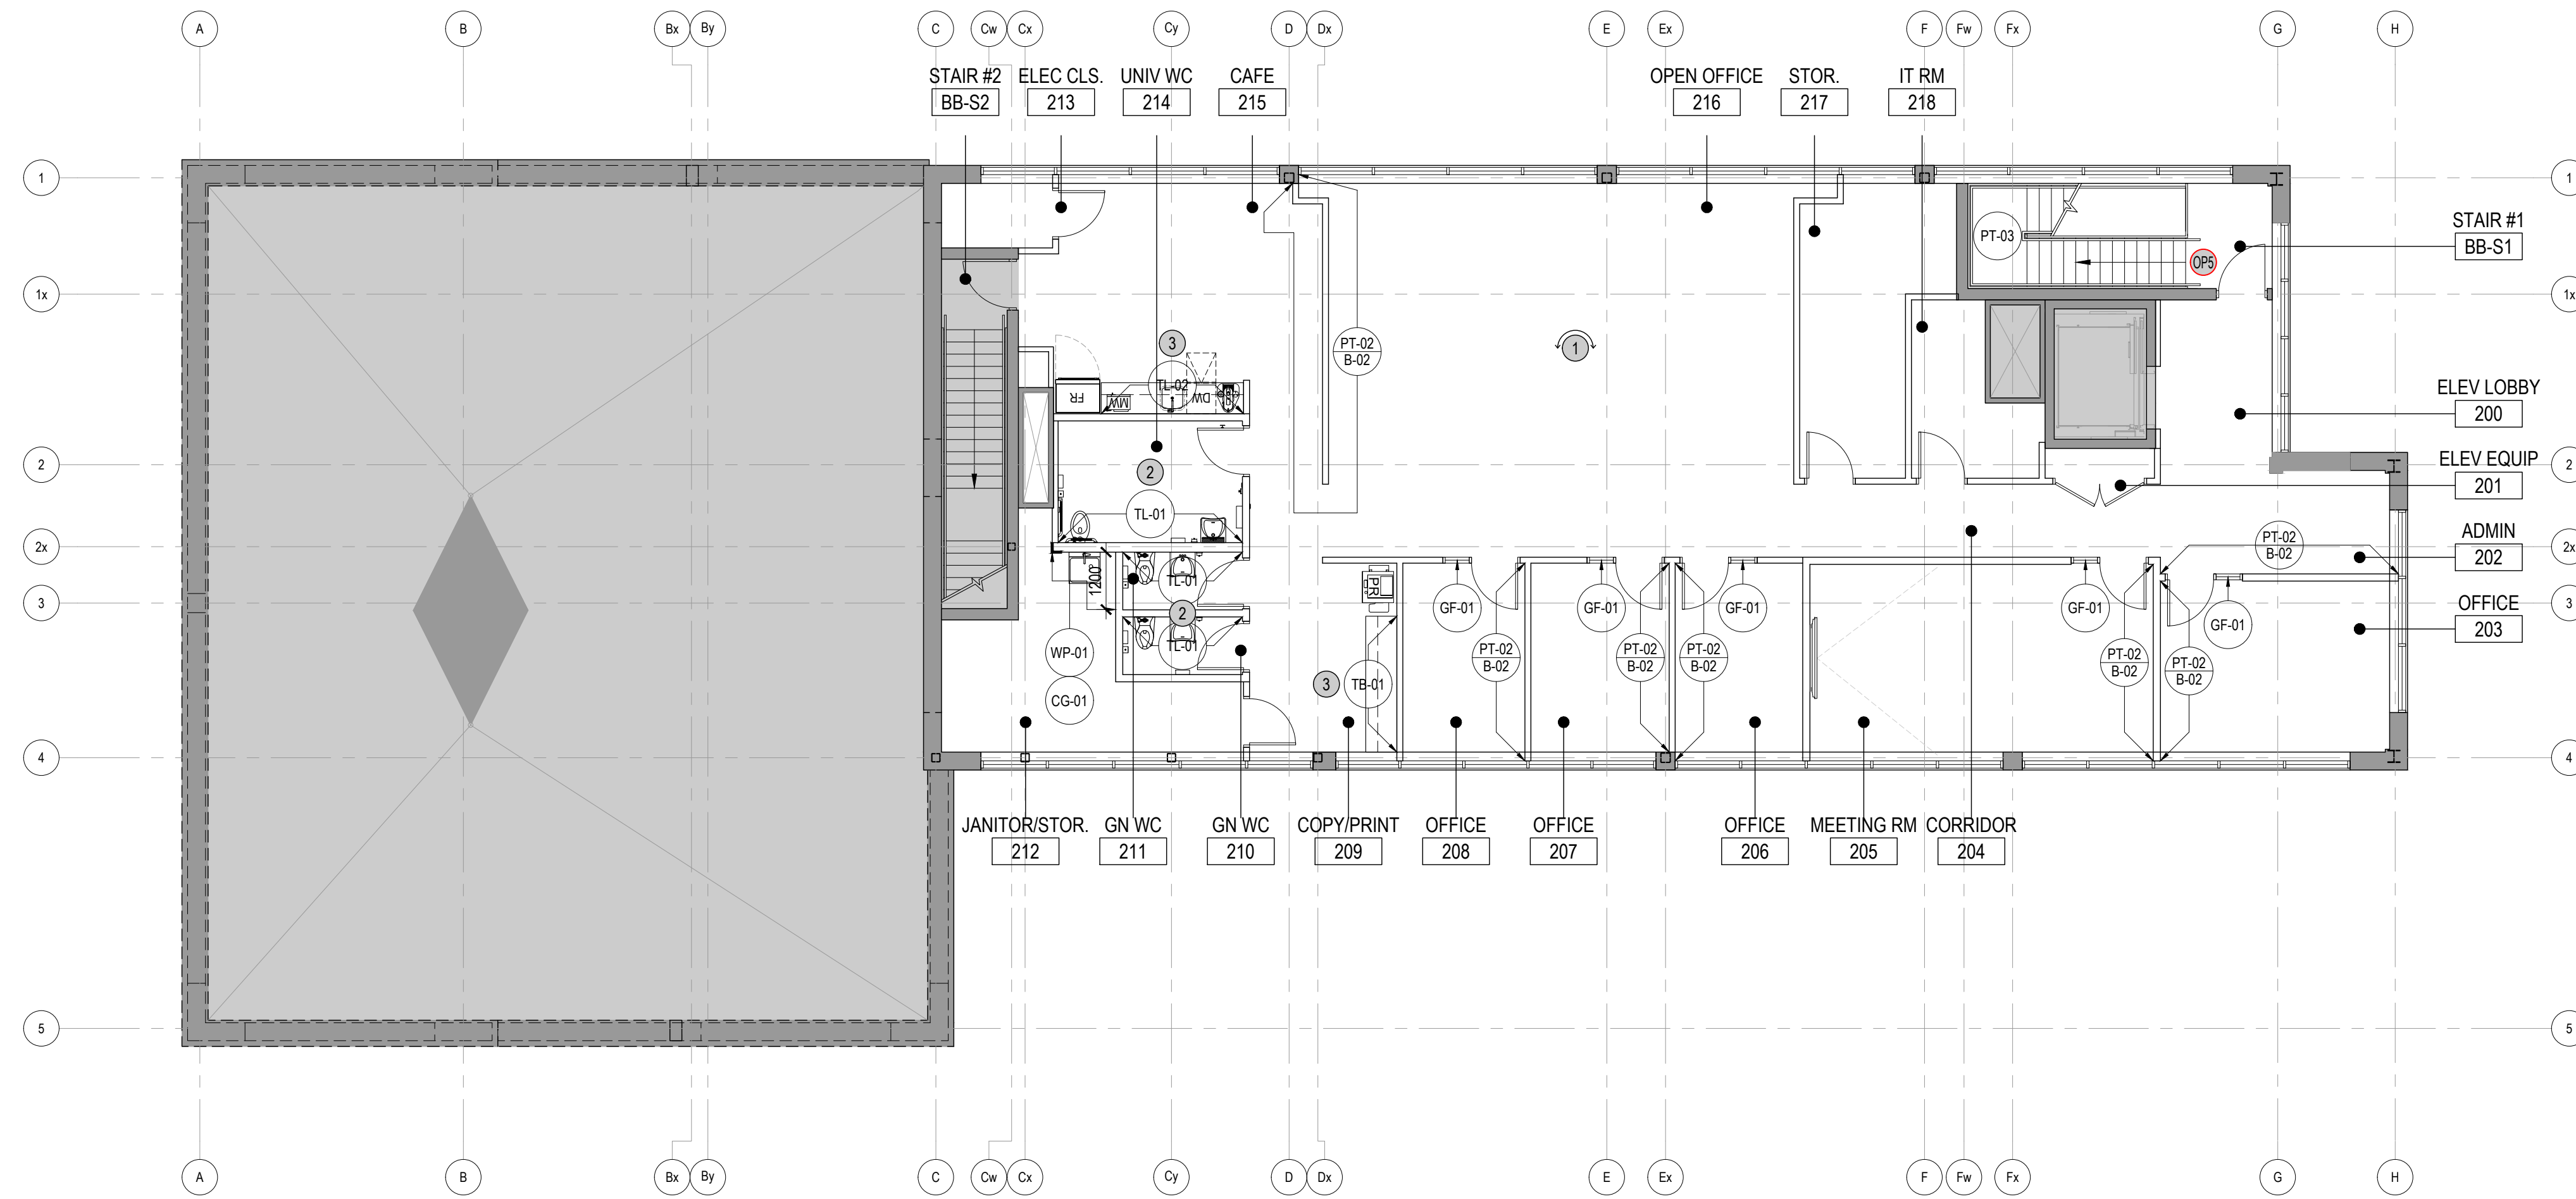 A
B
Bx
By
C
Cw
Cx
Cy
D
Dx
E
Ex
F
Fw
Fx
G
H
STAIR #2
BB-S2
ELEC CLS.
213
UNIV WC
214
CAFE
215
OPEN OFFICE
216
STOR.
217
IT RM
218
1
1
PT-03
STAIR #1
BB-S1
OP5
1x
1x
3
PT-02
B-02
1
TL-02
FR
MW
DW
ELEV LOBBY
200
2
2
2
ELEV EQUIP
201
TL-01
ADMIN
202
2x
PT-02
B-02
2x
1200
TL-01
PR
3
2
GF-01
GF-01
GF-01
GF-01
GF-01
3
OFFICE
203
TL-01
WP-01
CG-01
3
TB-01
PT-02
B-02
PT-02
B-02
PT-02
B-02
PT-02
B-02
PT-02
B-02
4
4
JANITOR/STOR.
212
GN WC
211
GN WC
210
COPY/PRINT
209
OFFICE
208
OFFICE
207
OFFICE
206
MEETING RM
205
CORRIDOR
204
5
5
A
B
Bx
By
C
Cw
Cx
Cy
D
Dx
E
Ex
F
Fw
Fx
G
H